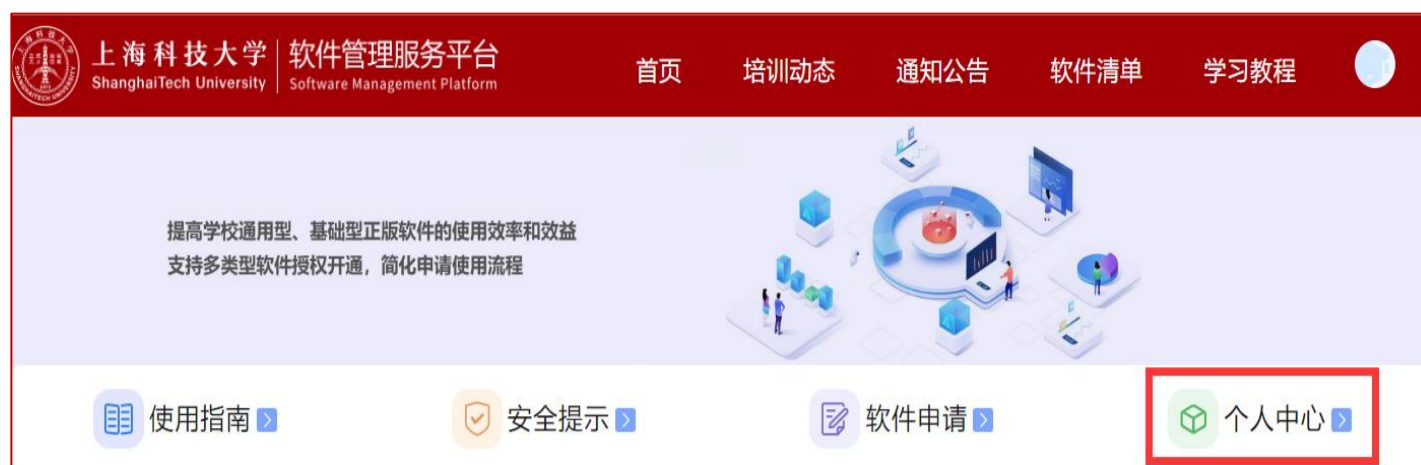 上海科技大学
ShanghaiTech University
软件管理服务平台
Software Management Platform
首页 培训动态 通知公告 软件清单 学习教程
提高学校通用型、基础型正版软件的使用效率和效益
支持多类型软件授权开通，简化申请使用流程
使用指南 安全提示 软件申请 个人中心